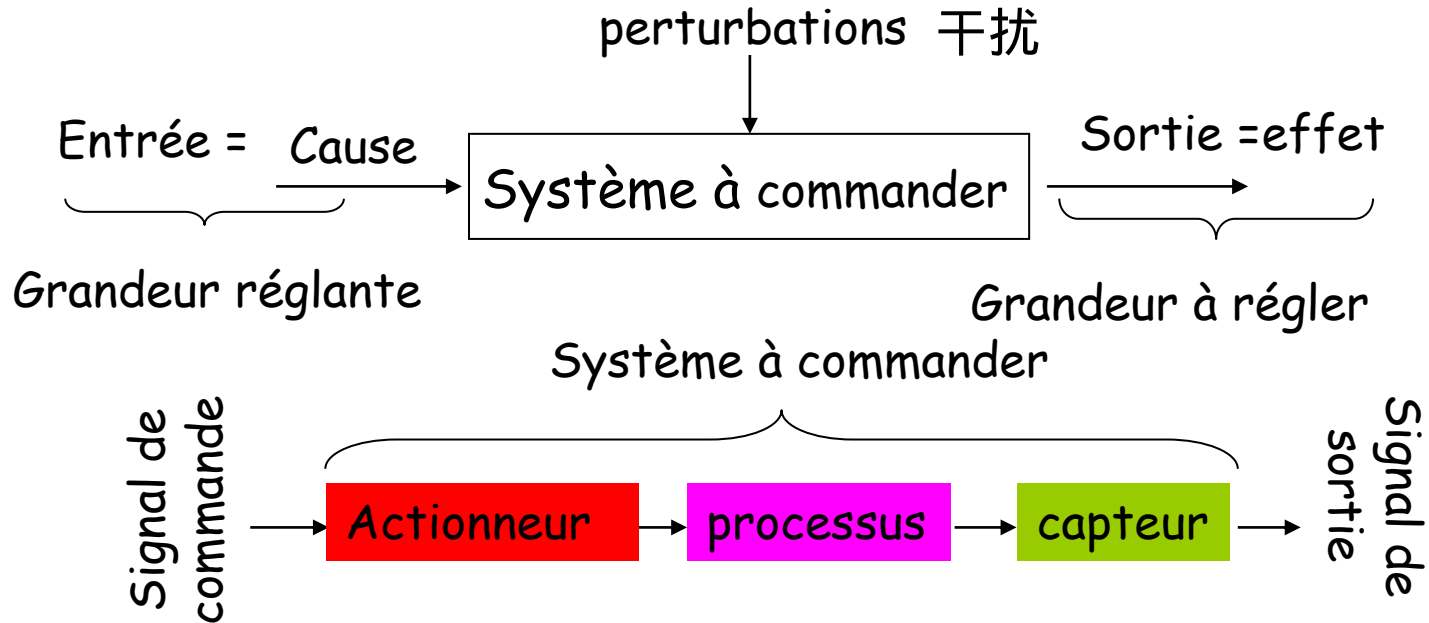 perturbations 干扰
Entrée = Cause
Sortie =effet
Système à commander
Grandeur réglante
Grandeur à régler
Système à commander
Signal de
commande
Actionneur
processus
capteur
Signal de
sortie